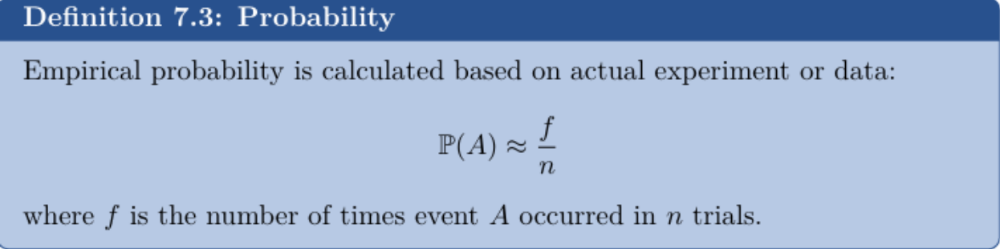 Definition 7.3: Probability
Empirical probability is calculated based on actual experiment or data:
ℙ(A) ≈ f/n
where f is the number of times event A occurred in n trials.